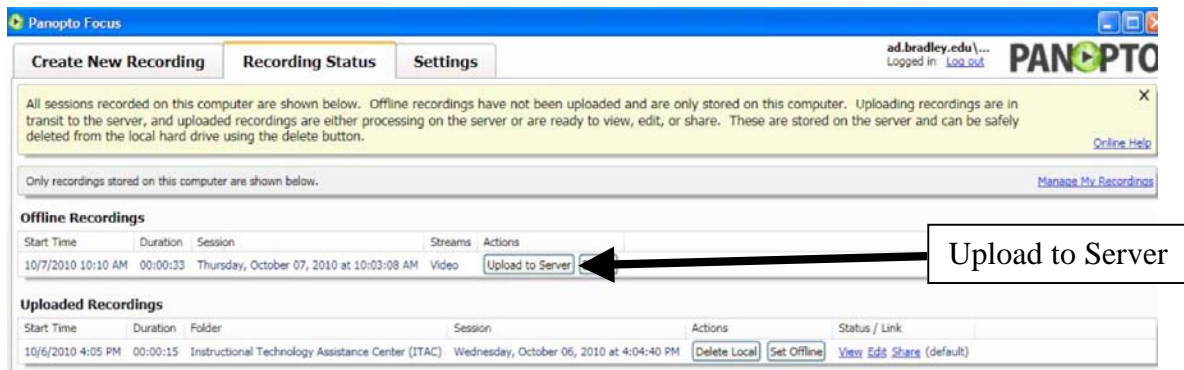 Panopto Focus
Create New Recording Recording Status Settings
ad.bradley.edu\...
Logged in Log out
PANOPTO
All sessions recorded on this computer are shown below. Offline recordings have not been uploaded and are only stored on this computer. Uploading recordings are in
transit to the server, and uploaded recordings are either processing on the server or are ready to view, edit, or share. These are stored on the server and can be safely
deleted from the local hard drive using the delete button.
X
Online Help
Only recordings stored on this computer are shown below.
Manage My Recordings
Offline Recordings
Start Time Duration Session Streams Actions
10/7/2010 10:10 AM 00:00:33 Thursday, October 07, 2010 at 10:03:08 AM Video Upload to Server
Upload to Server
Uploaded Recordings
Start Time Duration Folder Session Actions Status / Link
10/6/2010 4:05 PM 00:00:15 Instructional Technology Assistance Center (ITAC) Wednesday, October 06, 2010 at 4:04:40 PM Delete Local Set Offline View Edit Share (default)